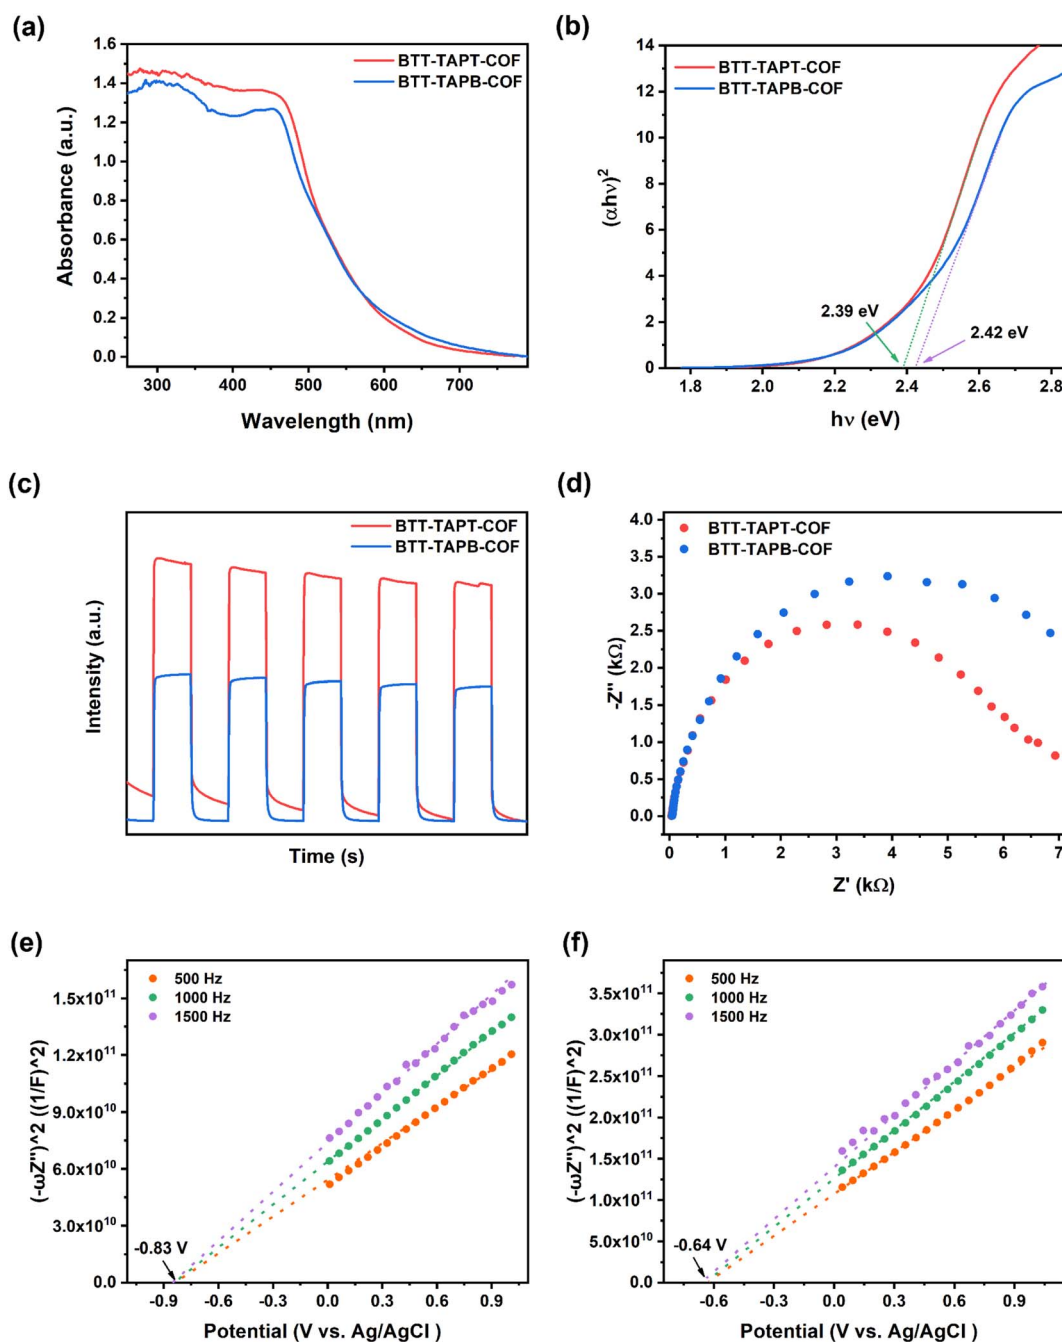 (a)
BTT-TAPT-COF
BTT-TAPB-COF
Absorbance (a.u.)
1.6
1.4
1.2
1.0
0.8
0.6
0.4
0.2
0.0
300 400 500 600 700
Wavelength (nm)
(b)
BTT-TAPT-COF
BTT-TAPB-COF
(αhν)²
14
12
10
8
6
4
2
0
2.39 eV
2.42 eV
1.8 2.0 2.2 2.4 2.6 2.8
hν (eV)
(c)
BTT-TAPT-COF
BTT-TAPB-COF
Intensity (a.u.)
Time (s)
(d)
BTT-TAPT-COF
BTT-TAPB-COF
-Z'' (kΩ)
4.0
3.5
3.0
2.5
2.0
1.5
1.0
0.5
0.0
0 1 2 3 4 5 6 7
Z' (kΩ)
(e)
500 Hz
1000 Hz
1500 Hz
(-ωZ'')^2 ((1/F)^2)
1.5x10¹¹
1.2x10¹¹
9.0x10¹⁰
6.0x10¹⁰
3.0x10¹⁰
0.0
-0.83 V
-0.9 -0.6 -0.3 0.0 0.3 0.6 0.9
Potential (V vs. Ag/AgCl )
(f)
500 Hz
1000 Hz
1500 Hz
(-ωZ'')^2 ((1/F)^2)
3.5x10¹¹
3.0x10¹¹
2.5x10¹¹
2.0x10¹¹
1.5x10¹¹
1.0x10¹¹
5.0x10¹⁰
0.0
-0.64 V
-0.9 -0.6 -0.3 0.0 0.3 0.6 0.9
Potential (V vs. Ag/AgCl )